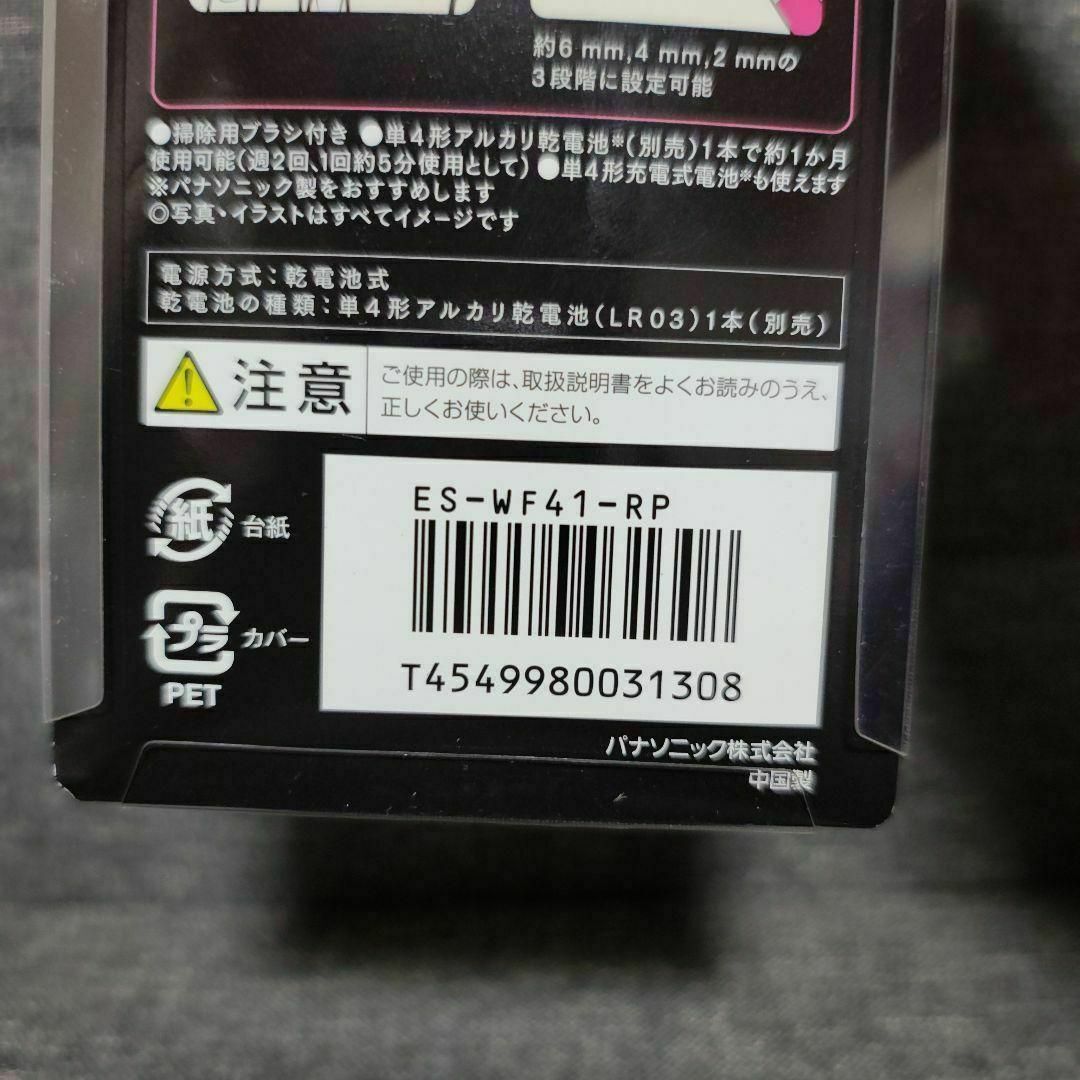 約6 mm,4 mm,2 mmの
3段階に設定可能
●掃除用ブラシ付き ●単4形アルカリ乾電池※(別売)1本で約1か月
使用可能(週2回、1回約5分使用として) ●単4形充電式電池※も使えます
※パナソニック製をおすすめします
◎写真・イラストはすべてイメージです
電源方式:乾電池式
乾電池の種類:単4形アルカリ乾電池(LR03)1本(別売)
注意
ご使用の際は、取扱説明書をよくお読みのうえ、
正しくお使いください。
紙 台紙
プラ カバー
PET
ES-WF41-RP
T4549980031308
パナソニック株式会社
中国製